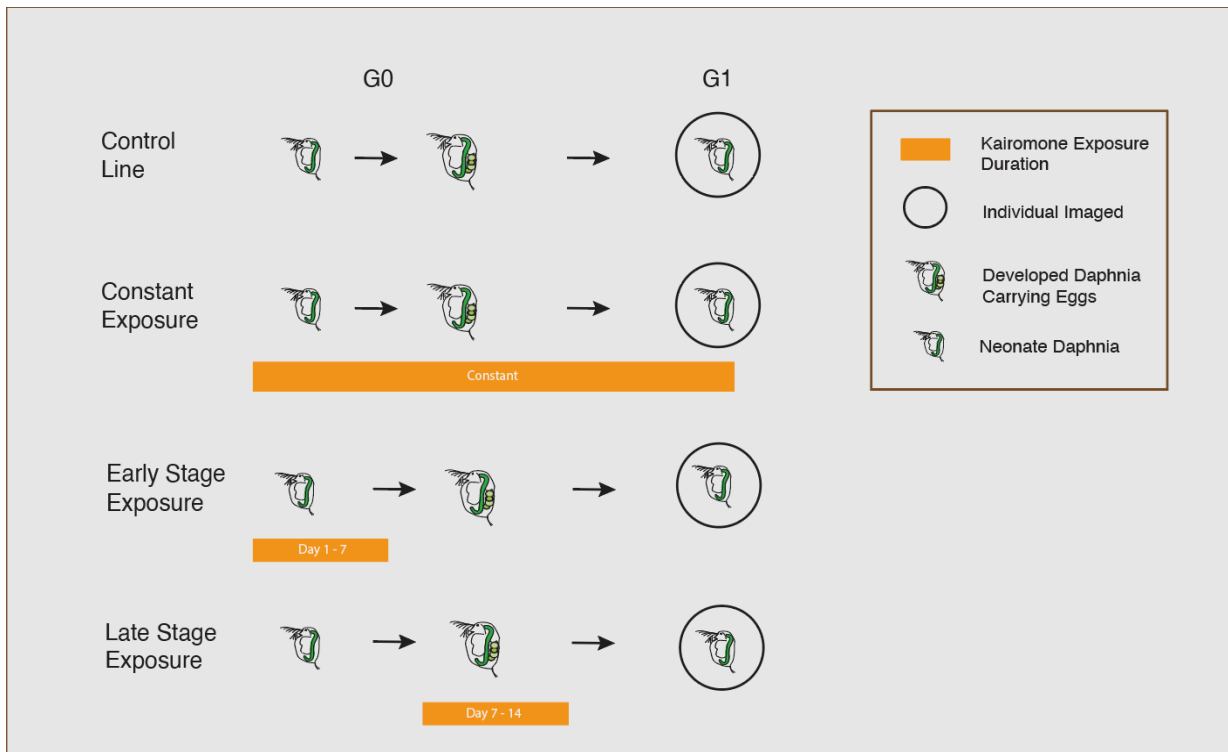 G0
G1
Control
Line
Constant
Exposure
Constant
Early Stage
Exposure
Day 1 - 7
Late Stage
Exposure
Day 7 - 14
Kairomone Exposure
Duration
Individual Imaged
Developed Daphnia
Carrying Eggs
Neonate Daphnia